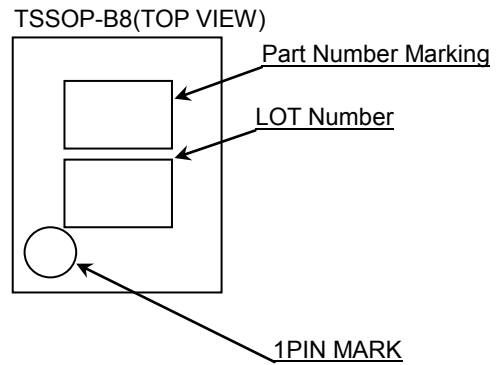 TSSOP-B8(TOP VIEW)
Part Number Marking
LOT Number
1PIN MARK